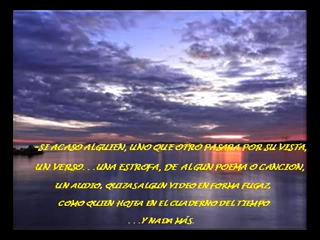 -SI ACASO ALGUIEN, UNO QUE OTRO PASARA POR SU VISTA,
UN VERSO. . .UNA ESTROFA, DE ALGUN POEMA O CANCION,
UN AUDIO, QUIZAS ALGUN VIDEO EN FORMA FUGAZ,
COMO QUIEN HOJEA EN EL CUADERNO DEL TIEMPO
. . .Y NADA MÁS.